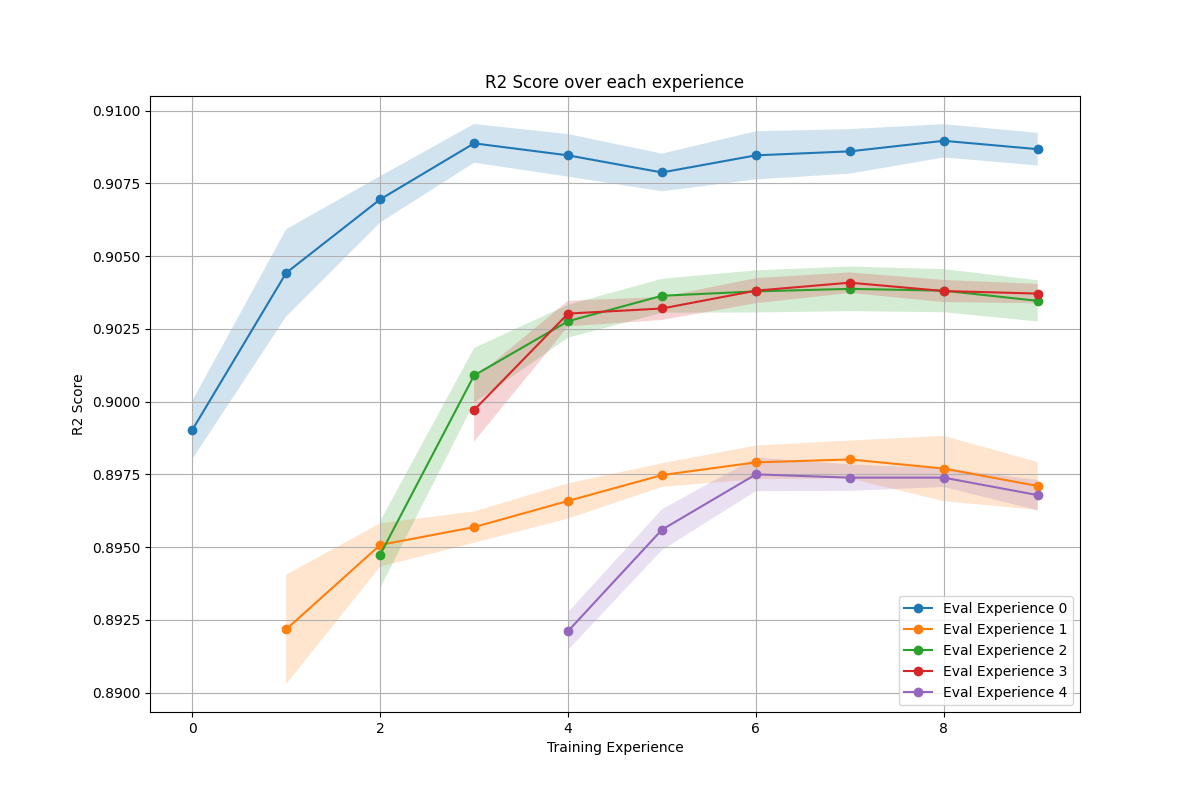 R2 Score over each experience
0.9100
0.9075
0.9050
0.9025
0.9000
0.8975
0.8950
0.8925
0.8900
R2 Score
0 2 4 6 8
Training Experience
Eval Experience 0
Eval Experience 1
Eval Experience 2
Eval Experience 3
Eval Experience 4